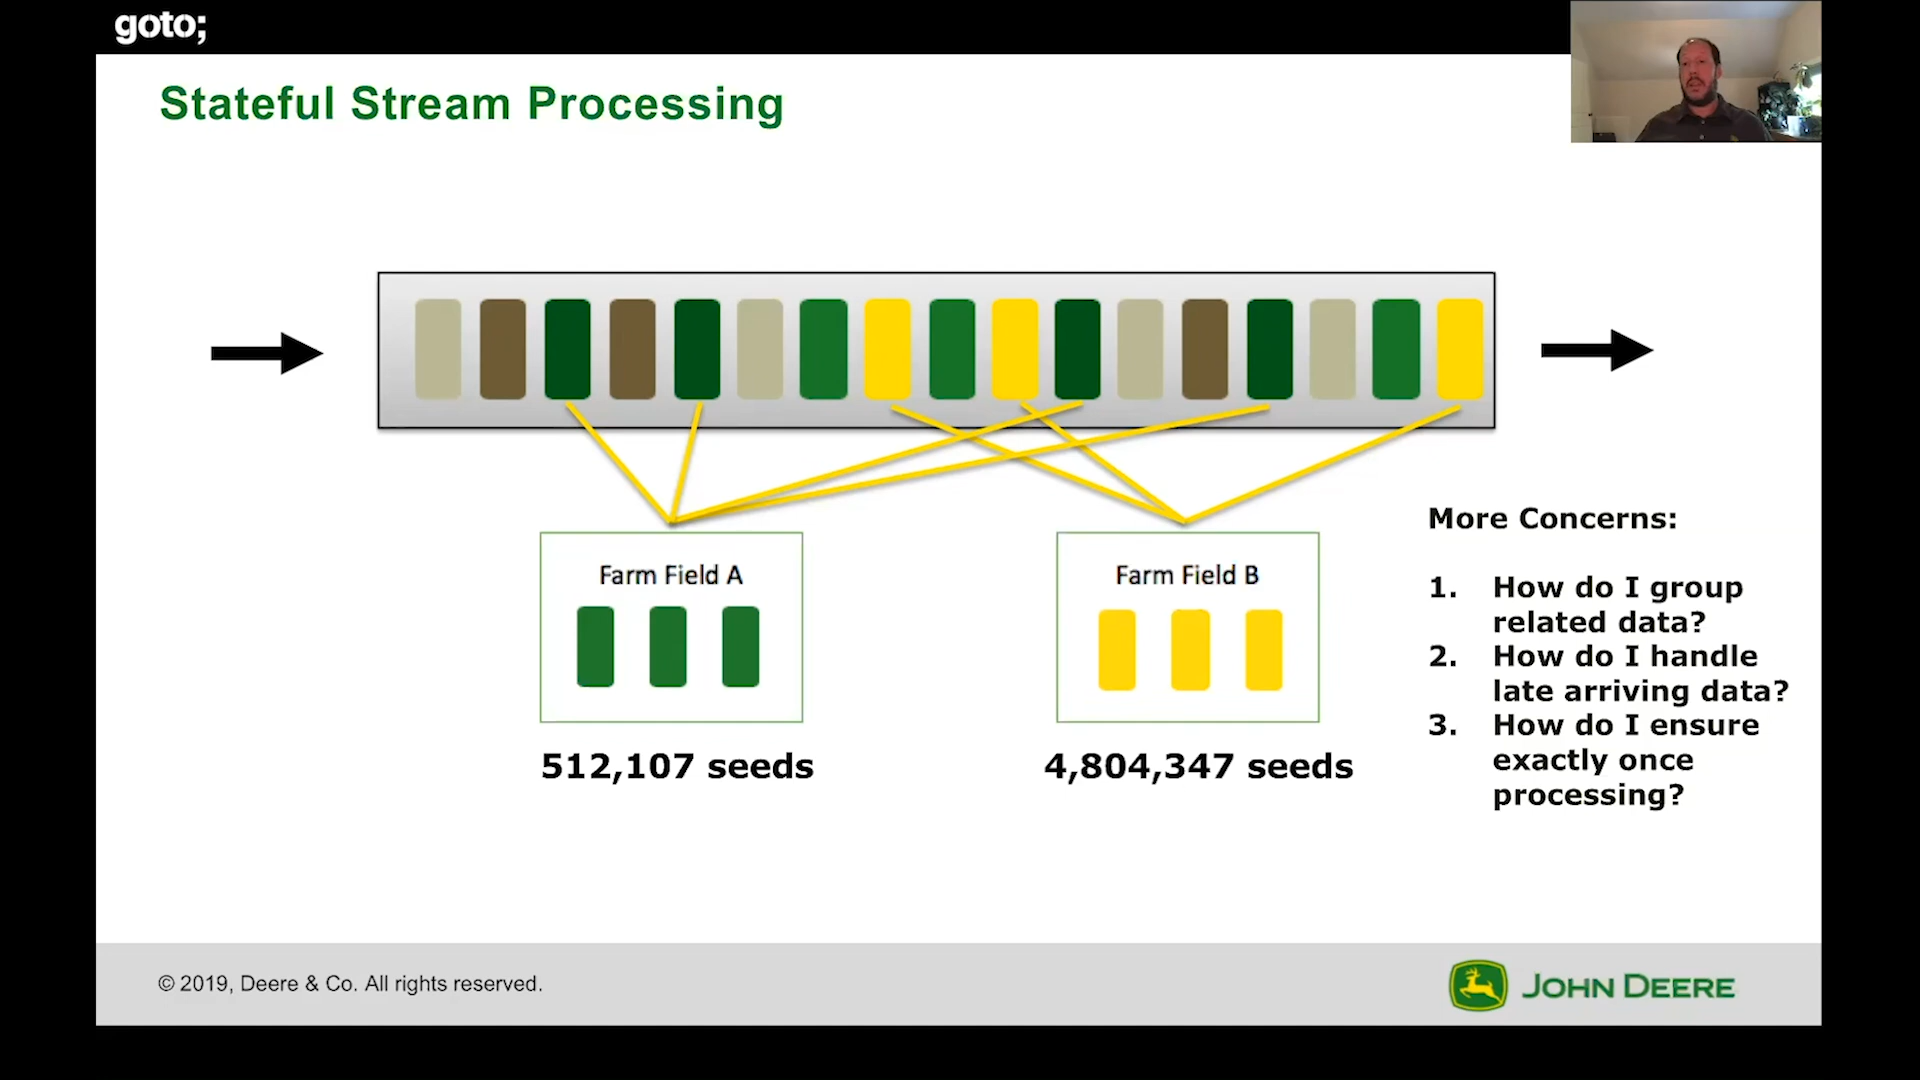 goto;
Stateful Stream Processing
Farm Field A
Farm Field B
512,107 seeds
4,804,347 seeds
More Concerns:
1. How do I group
related data?
2. How do I handle
late arriving data?
3. How do I ensure
exactly once
processing?
© 2019, Deere & Co. All rights reserved.
JOHN DEERE